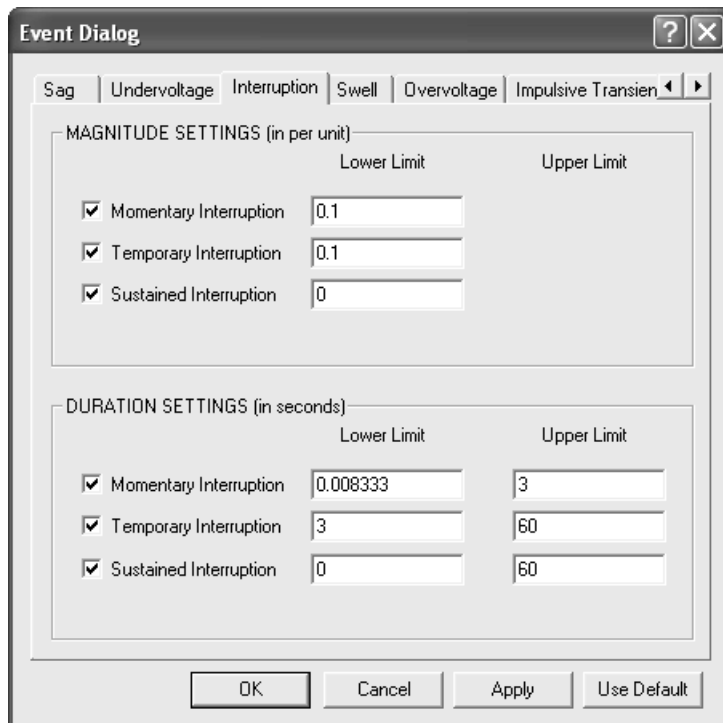 Event Dialog
Sag Undervoltage Interruption Swell Overvoltage Impulsive Transien
MAGNITUDE SETTINGS (in per unit)
Lower Limit Upper Limit
Momentary Interruption 0.1
Temporary Interruption 0.1
Sustained Interruption 0
DURATION SETTINGS (in seconds)
Lower Limit Upper Limit
Momentary Interruption 0.008333 3
Temporary Interruption 3 60
Sustained Interruption 0 60
OK Cancel Apply Use Default